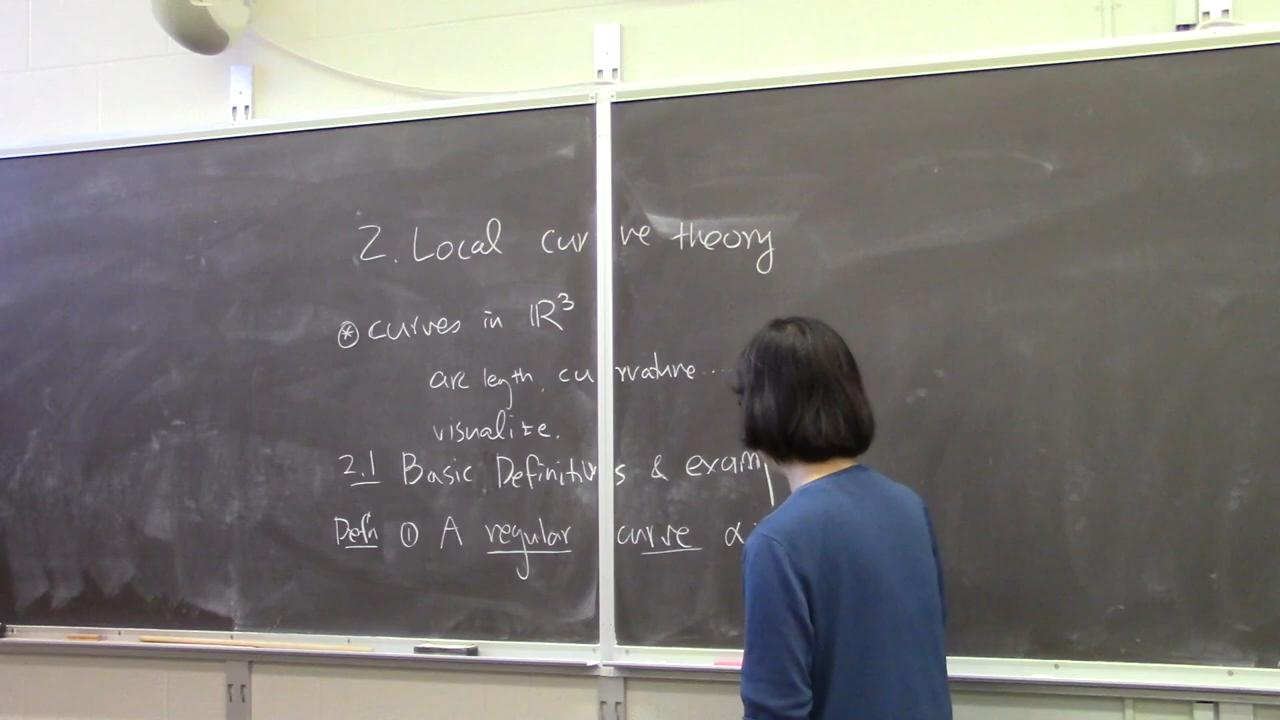 2. Local curve theory
⊛ curves in ℝ³
arc length, curvature ...
visualize.
2.1 Basic Definitions & examp
Defn ① A regular curve α